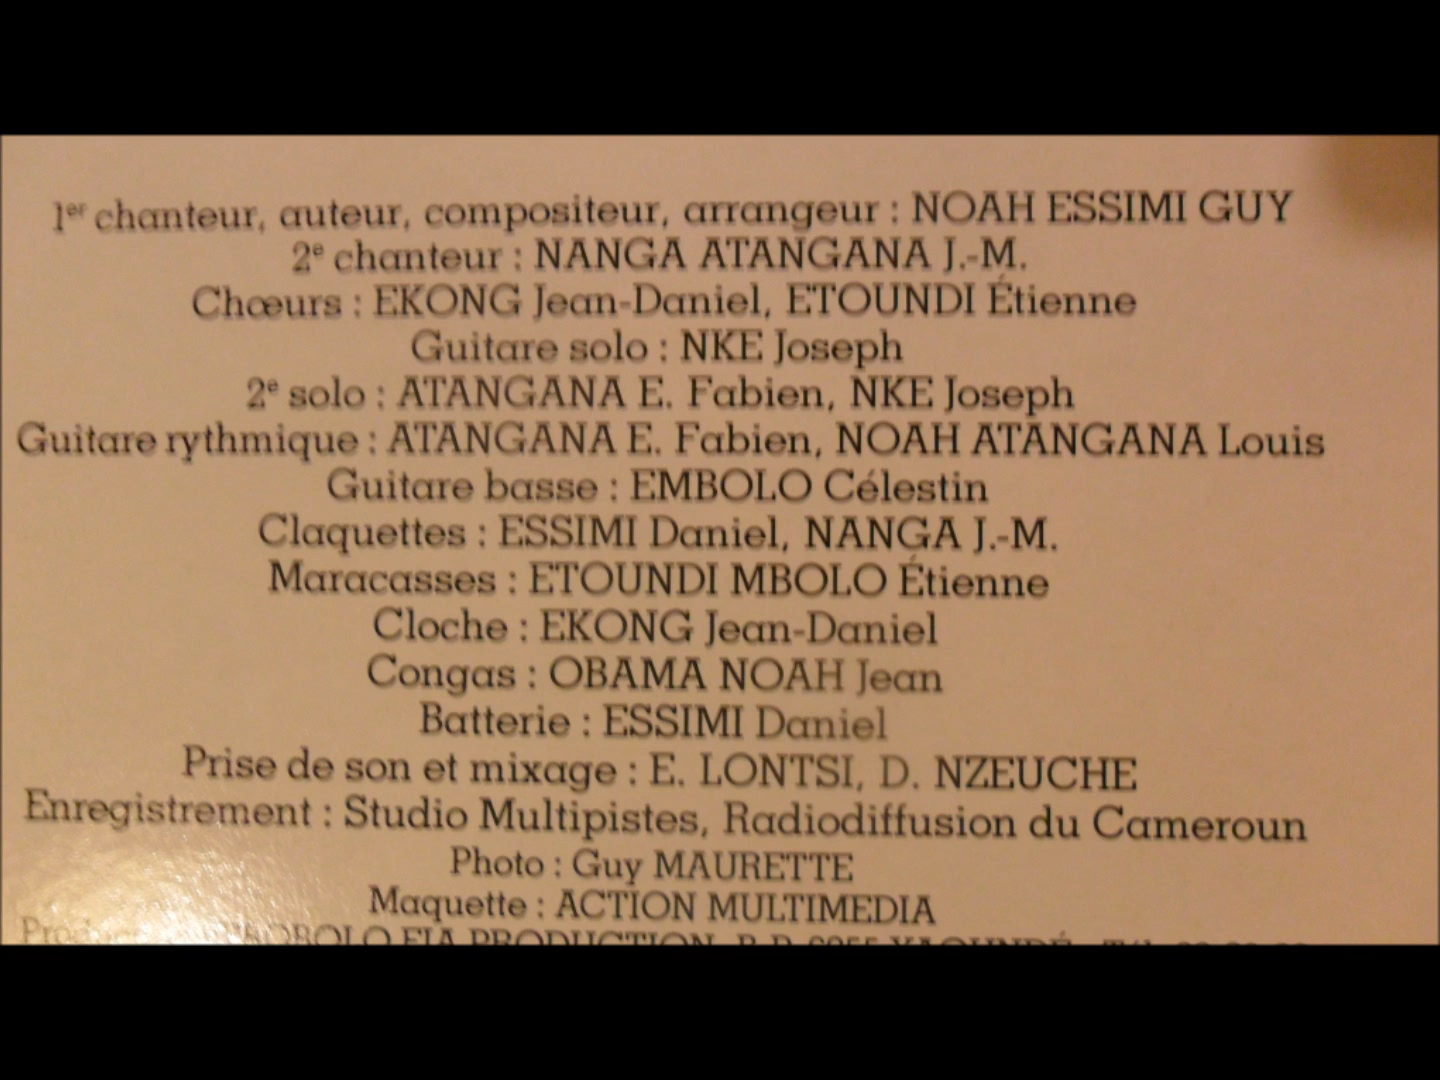 1er chanteur, auteur, compositeur, arrangeur : NOAH ESSIMI GUY
2e chanteur : NANGA ATANGANA J.-M.
Chœurs : EKONG Jean-Daniel, ETOUNDI Étienne
Guitare solo : NKE Joseph
2e solo : ATANGANA E. Fabien, NKE Joseph
Guitare rythmique : ATANGANA E. Fabien, NOAH ATANGANA Louis
Guitare basse : EMBOLO Célestin
Claquettes : ESSIMI Daniel, NANGA J.-M.
Maracasses : ETOUNDI MBOLO Étienne
Cloche : EKONG Jean-Daniel
Congas : OBAMA NOAH Jean
Batterie : ESSIMI Daniel
Prise de son et mixage : E. LONTSI, D. NZEUCHE
Enregistrement : Studio Multipistes, Radiodiffusion du Cameroun
Photo : Guy MAURETTE
Maquette : ACTION MULTIMEDIA
FIA PRODUCTION, B.P. YAOUNDÉ